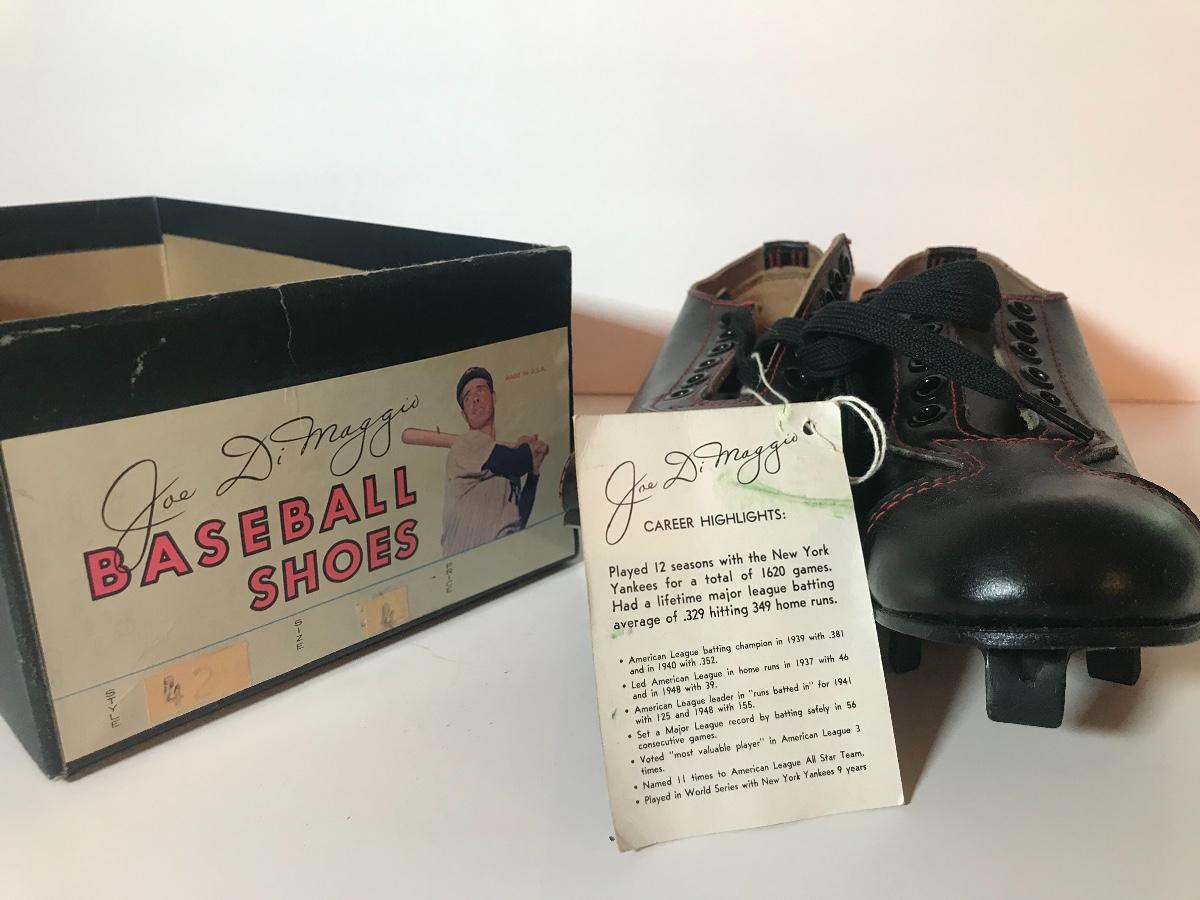 Joe DiMaggio
MADE IN U.S.A.
BASEBALL
SHOES
STYLE
42
SIZE
4
PRICE
Joe DiMaggio
CAREER HIGHLIGHTS:
Played 12 seasons with the New York
Yankees for a total of 1620 games.
Had a lifetime major league batting
average of .329 hitting 349 home runs.
• American League batting champion in 1939 with .381
and in 1940 with .352.
• Led American League in home runs in 1937 with 46
and in 1948 with 39.
• American League leader in "runs batted in" for 1941
with 125 and 1948 with 155.
• Set a Major League record by batting safely in 56
consecutive games.
• Voted "most valuable player" in American League 3
times.
• Named 11 times to American League All Star Team.
• Played in World Series with New York Yankees 9 years